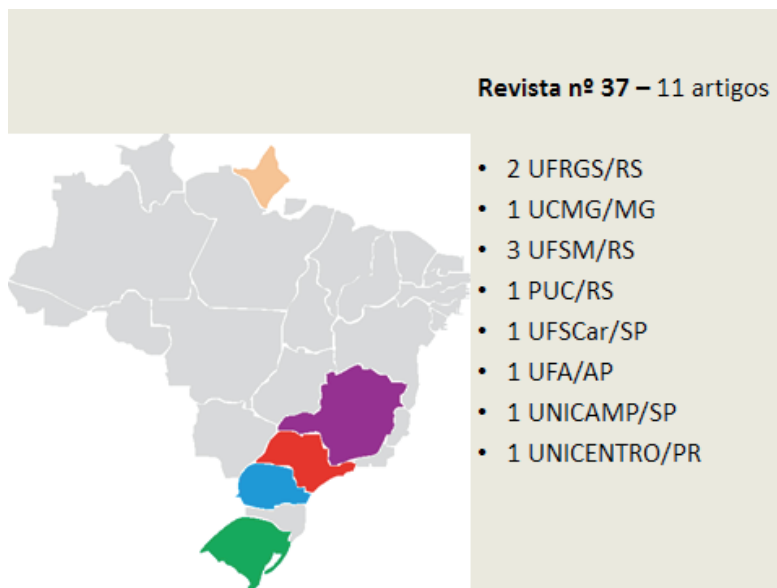 Revista nº 37 – 11 artigos
• 2 UFRGS/RS
• 1 UCMG/MG
• 3 UFSM/RS
• 1 PUC/RS
• 1 UFSCar/SP
• 1 UFA/AP
• 1 UNICAMP/SP
• 1 UNICENTRO/PR